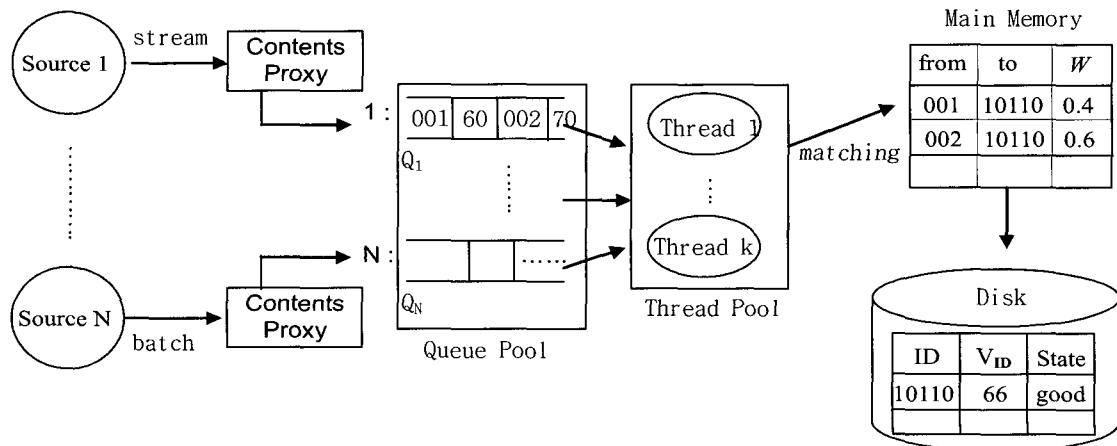 Main Memory
Source 1
stream
Contents
Proxy
from to W
001 10110 0.4
002 10110 0.6
1 :
001 60 002 70
Q1
Thread 1
matching
N :
Thread k
QN
Thread Pool
Queue Pool
Source N
batch
Contents
Proxy
Disk
ID VID State
10110 66 good